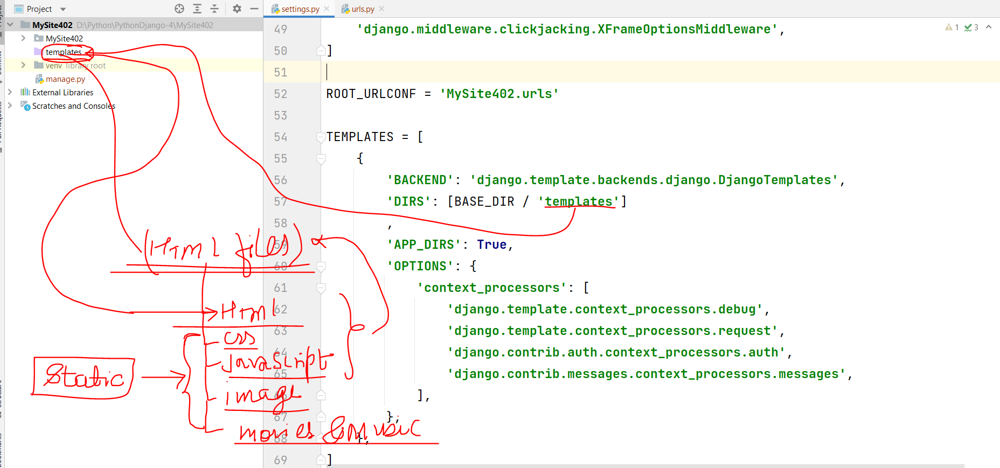 Project
settings.py
urls.py
MySite402 D:\Python\PythonDjango-4\MySite402
MySite402
templates
venv library root
manage.py
External Libraries
Scratches and Consoles
1 3
49 'django.middleware.clickjacking.XFrameOptionsMiddleware',
50 ]
51
52 ROOT_URLCONF = 'MySite402.urls'
53
54 TEMPLATES = [
55 {
56 'BACKEND': 'django.template.backends.django.DjangoTemplates',
57 'DIRS': [BASE_DIR / 'templates']
58 ,
59 'APP_DIRS': True,
60 'OPTIONS': {
61 'context_processors': [
62 'django.template.context_processors.debug',
63 'django.template.context_processors.request',
64 'django.contrib.auth.context_processors.auth',
65 'django.contrib.messages.context_processors.messages',
66 ],
67 },
68 },
69 ]
(Html files)
Html
css
Javascript
Static
image
movies & music